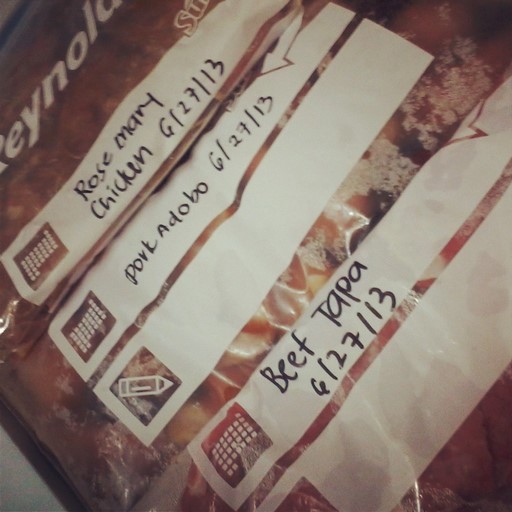 Reynold
Rosemary
Chicken 6/27/13
Pork Adobo 6/27/13
Beef Tapa
6/27/13